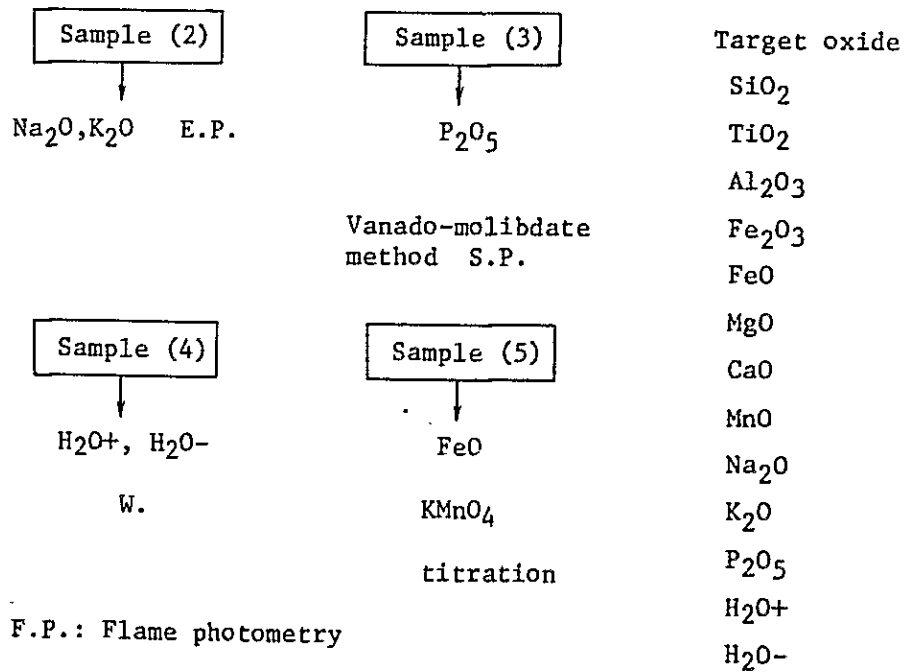 Sample (2)
Na2O,K2O E.P.
Sample (3)
P2O5
Vanado-molibdate
method S.P.
Sample (4)
H2O+, H2O-
W.
Sample (5)
FeO
KMnO4
titration
F.P.: Flame photometry
Target oxide
SiO2
TiO2
Al2O3
Fe2O3
FeO
MgO
CaO
MnO
Na2O
K2O
P2O5
H2O+
H2O-